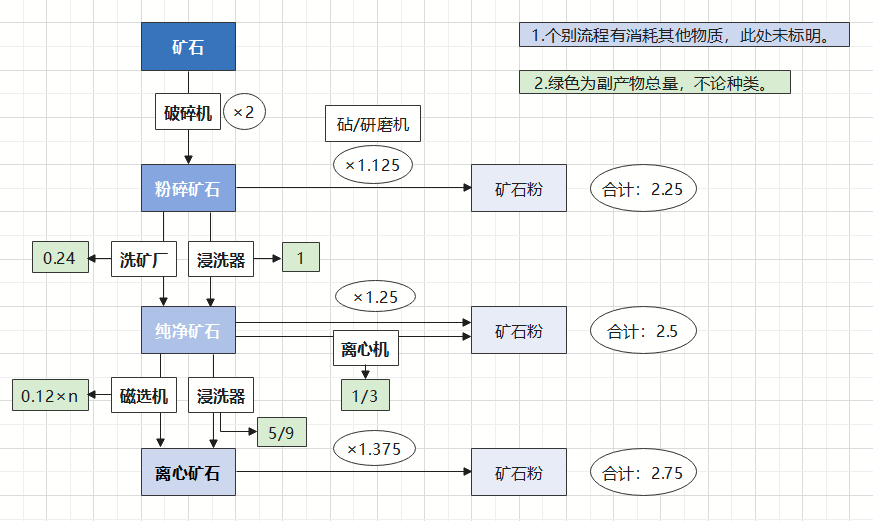 矿石
1.个别流程有消耗其他物质，此处未标明。
2.绿色为副产物总量，不论种类。
破碎机
×2
砧/研磨机
×1.125
粉碎矿石
矿石粉
合计：2.25
0.24
洗矿厂
浸洗器
1
×1.25
纯净矿石
矿石粉
合计：2.5
离心机
0.12×n
磁选机
浸洗器
1/3
5/9
×1.375
离心矿石
矿石粉
合计：2.75